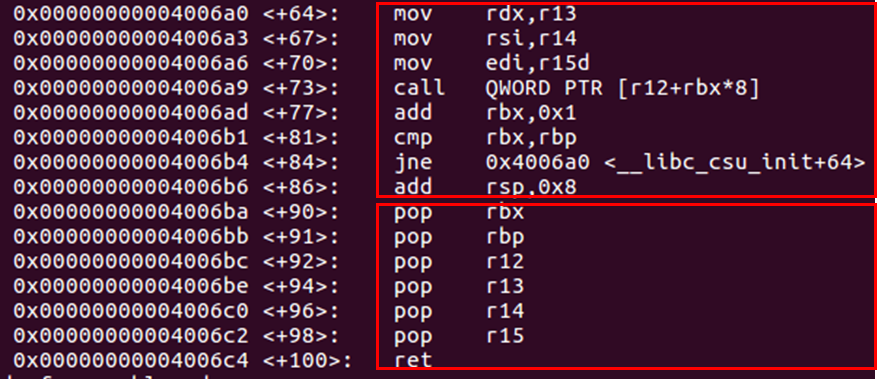 0x00000000004006a0 <+64>: mov rdx,r13
0x00000000004006a3 <+67>: mov rsi,r14
0x00000000004006a6 <+70>: mov edi,r15d
0x00000000004006a9 <+73>: call QWORD PTR [r12+rbx*8]
0x00000000004006ad <+77>: add rbx,0x1
0x00000000004006b1 <+81>: cmp rbx,rbp
0x00000000004006b4 <+84>: jne 0x4006a0 <__libc_csu_init+64>
0x00000000004006b6 <+86>: add rsp,0x8
0x00000000004006ba <+90>: pop rbx
0x00000000004006bb <+91>: pop rbp
0x00000000004006bc <+92>: pop r12
0x00000000004006be <+94>: pop r13
0x00000000004006c0 <+96>: pop r14
0x00000000004006c2 <+98>: pop r15
0x00000000004006c4 <+100>: ret